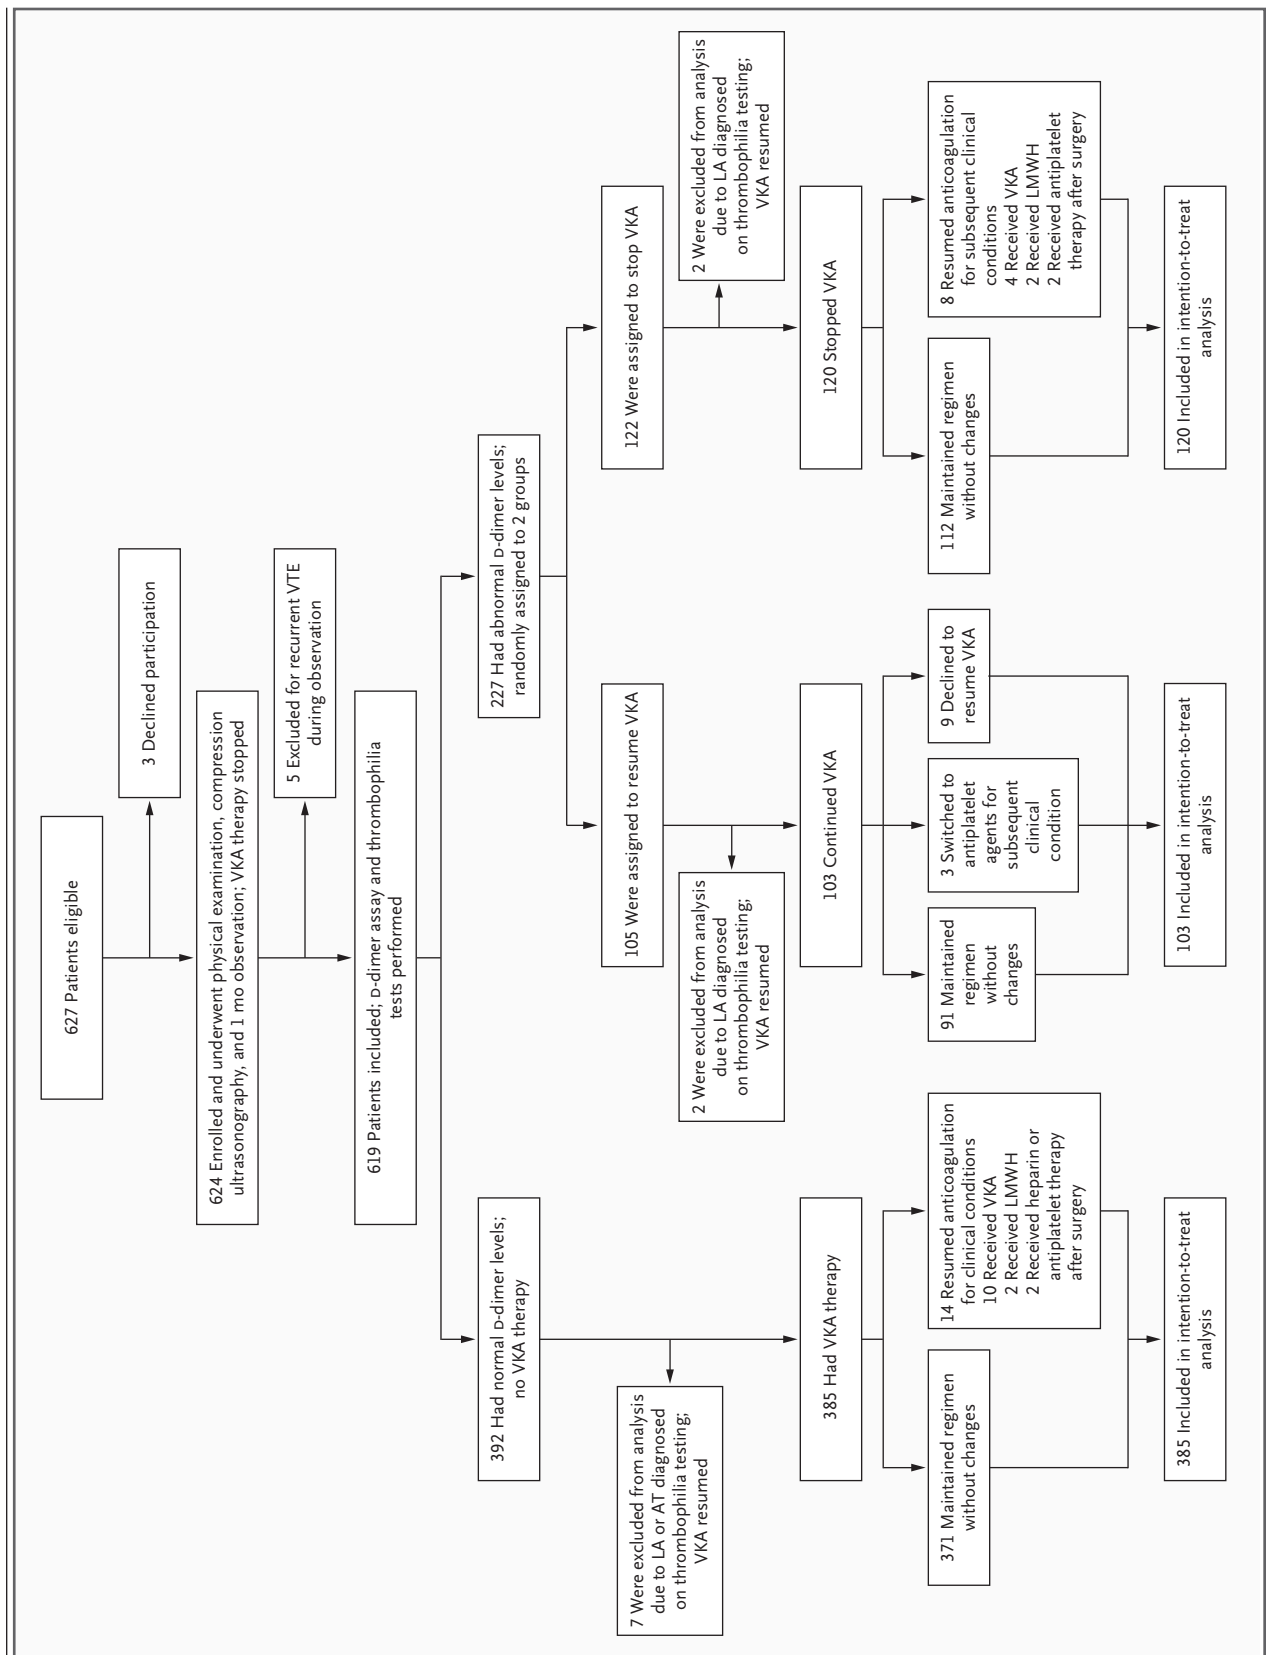 627 Patients eligible
3 Declined participation
624 Enrolled and underwent physical examination, compression
ultrasonography, and 1 mo observation; VKA therapy stopped
5 Excluded for recurrent VTE
during observation
619 Patients included; D-dimer assay and thrombophilia
tests performed
392 Had normal D-dimer levels;
no VKA therapy
227 Had abnormal D-dimer levels;
randomly assigned to 2 groups
7 Were excluded from analysis
due to LA or AT diagnosed
on thrombophilia testing;
VKA resumed
105 Were assigned to resume VKA
122 Were assigned to stop VKA
2 Were excluded from analysis
due to LA diagnosed
on thrombophilia testing;
VKA resumed
2 Were excluded from analysis
due to LA diagnosed
on thrombophilia testing;
VKA resumed
385 Had VKA therapy
103 Continued VKA
120 Stopped VKA
371 Maintained regimen
without changes
14 Resumed anticoagulation
for clinical conditions
10 Received VKA
2 Received LMWH
2 Received heparin or
antiplatelet therapy
after surgery
91 Maintained
regimen
without
changes
3 Switched to
antiplatelet
agents for
subsequent
clinical
condition
9 Declined to
resume VKA
112 Maintained regimen
without changes
8 Resumed anticoagulation
for subsequent clinical
conditions
4 Received VKA
2 Received LMWH
2 Received antiplatelet
therapy after surgery
385 Included in intention-to-treat
analysis
103 Included in intention-to-treat
analysis
120 Included in intention-to-treat
analysis